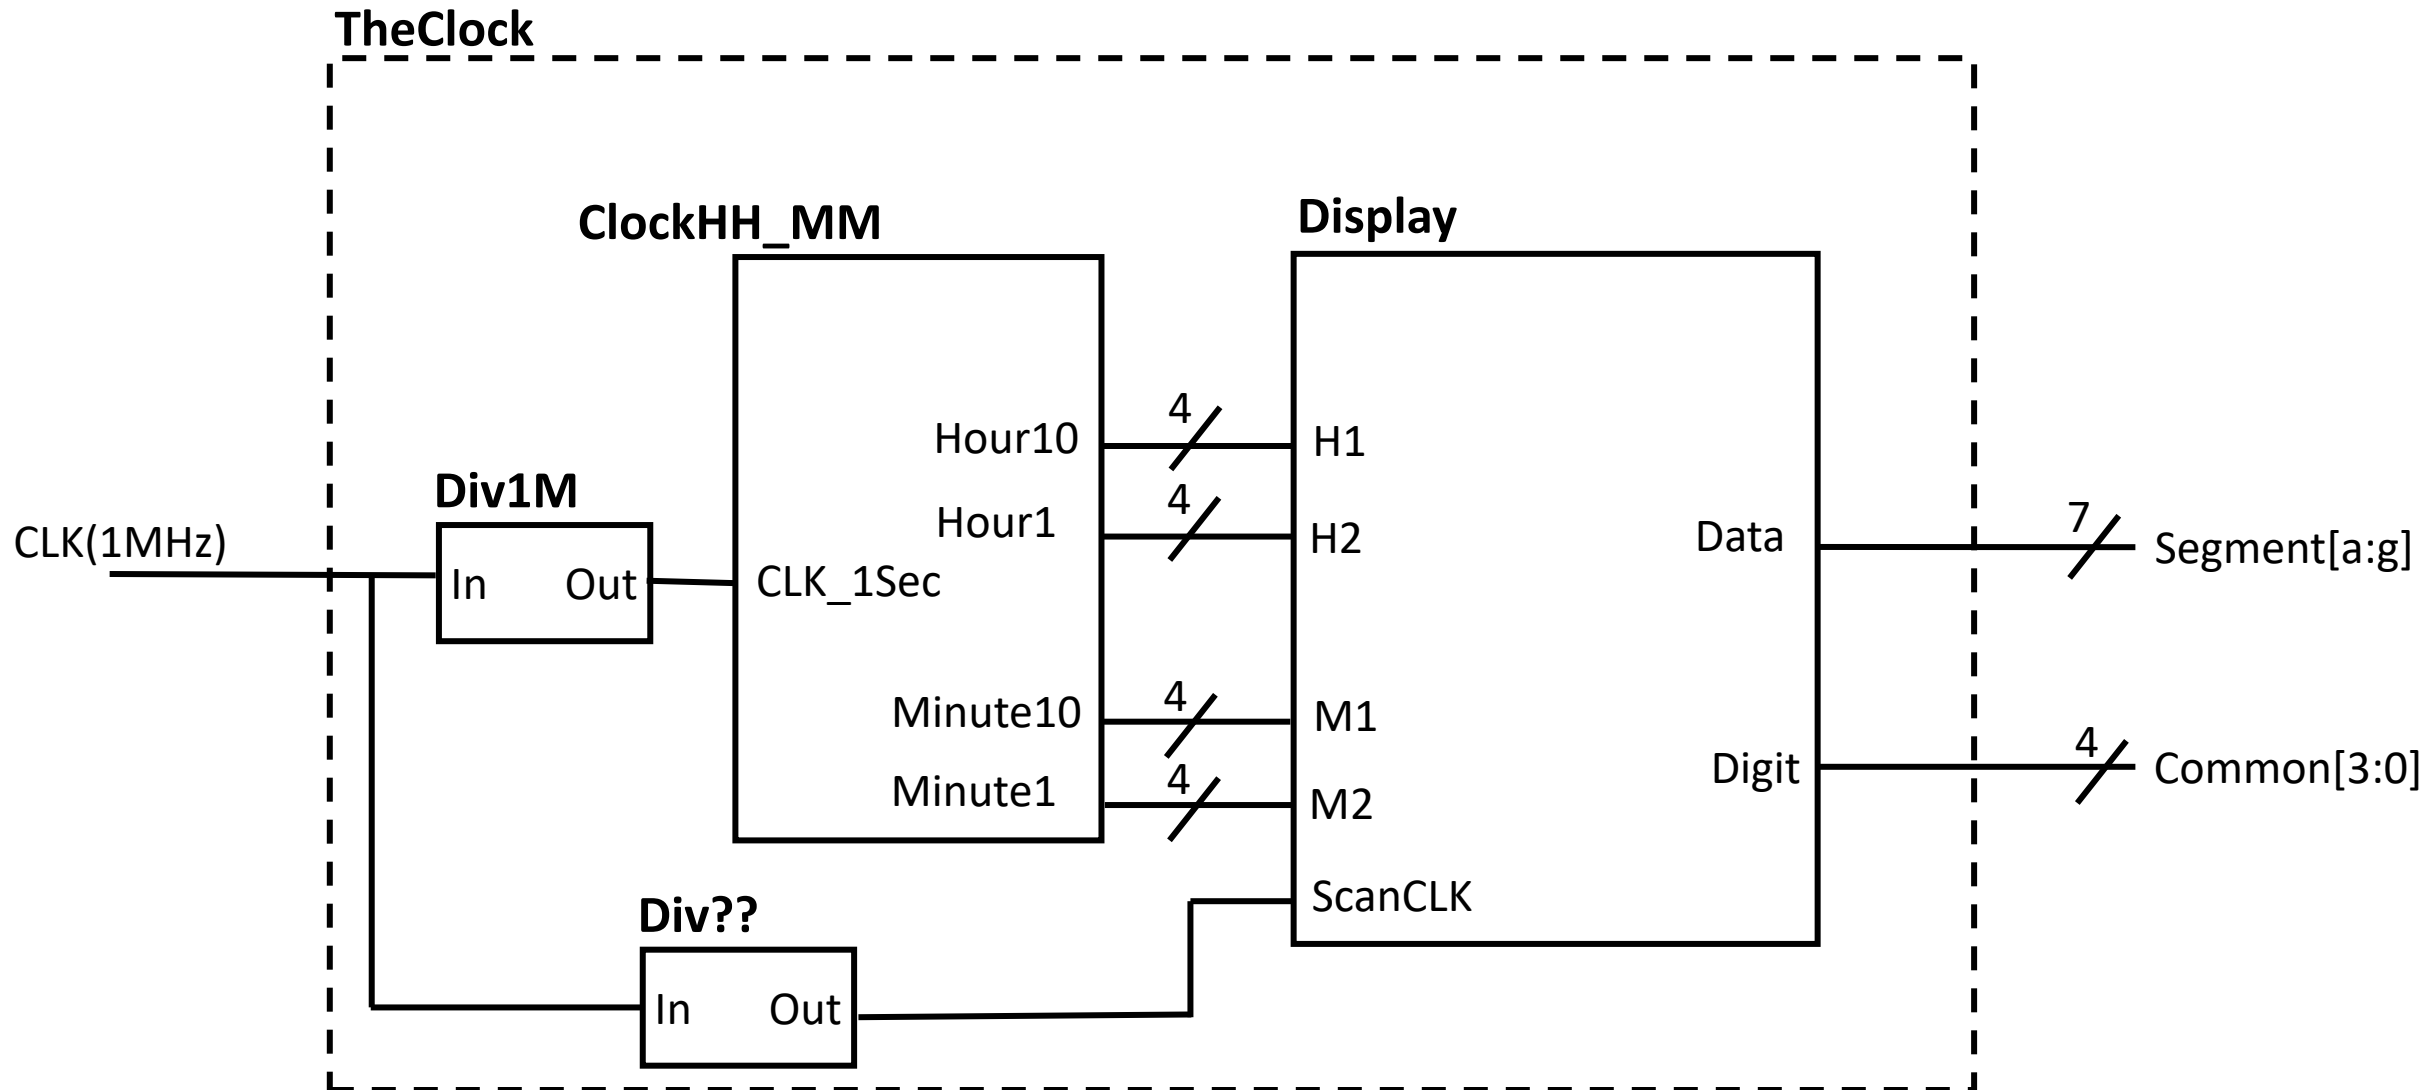 TheClock
ClockHH_MM
Display
Hour10
4
H1
Div1M
Hour1
4
H2
CLK(1MHz)
In
Out
CLK_1Sec
Data
7
Segment[a:g]
Minute10
4
M1
Minute1
4
M2
Digit
4
Common[3:0]
ScanCLK
Div??
In
Out